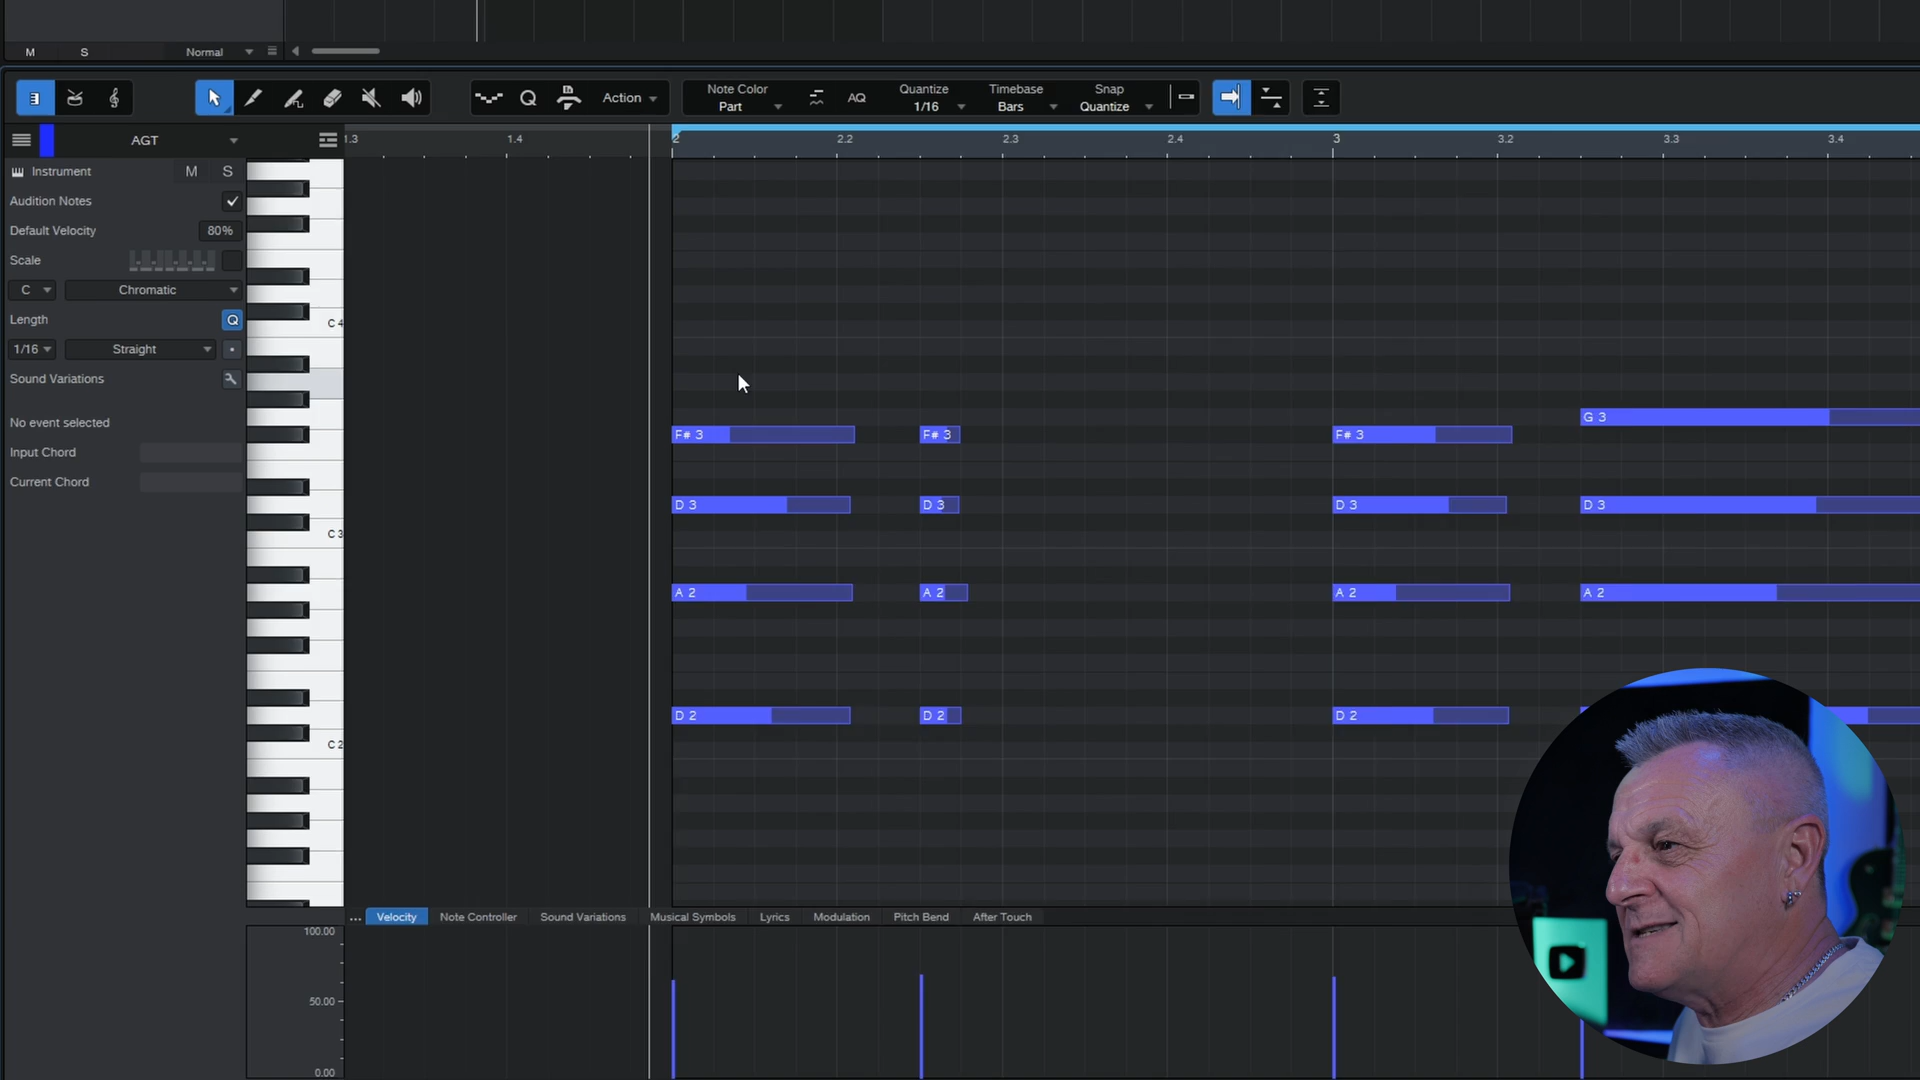 M S Normal
Action
Note Color
Part
AQ
Quantize
1/16
Timebase
Bars
Snap
Quantize
AGT
1.3 1.4 2 2.2 2.3 2.4 3 3.2 3.3 3.4
Instrument M S
Audition Notes
Default Velocity 80%
Scale
C Chromatic
Length Q
1/16 Straight
Sound Variations
No event selected
Input Chord
Current Chord
C 4
C 3
C 2
G 3
F# 3 F# 3 F# 3
D 3 D 3 D 3 D 3
A 2 A 2 A 2 A 2
D 2 D 2 D 2
... Velocity Note Controller Sound Variations Musical Symbols Lyrics Modulation Pitch Bend After Touch
100.00
50.00
0.00